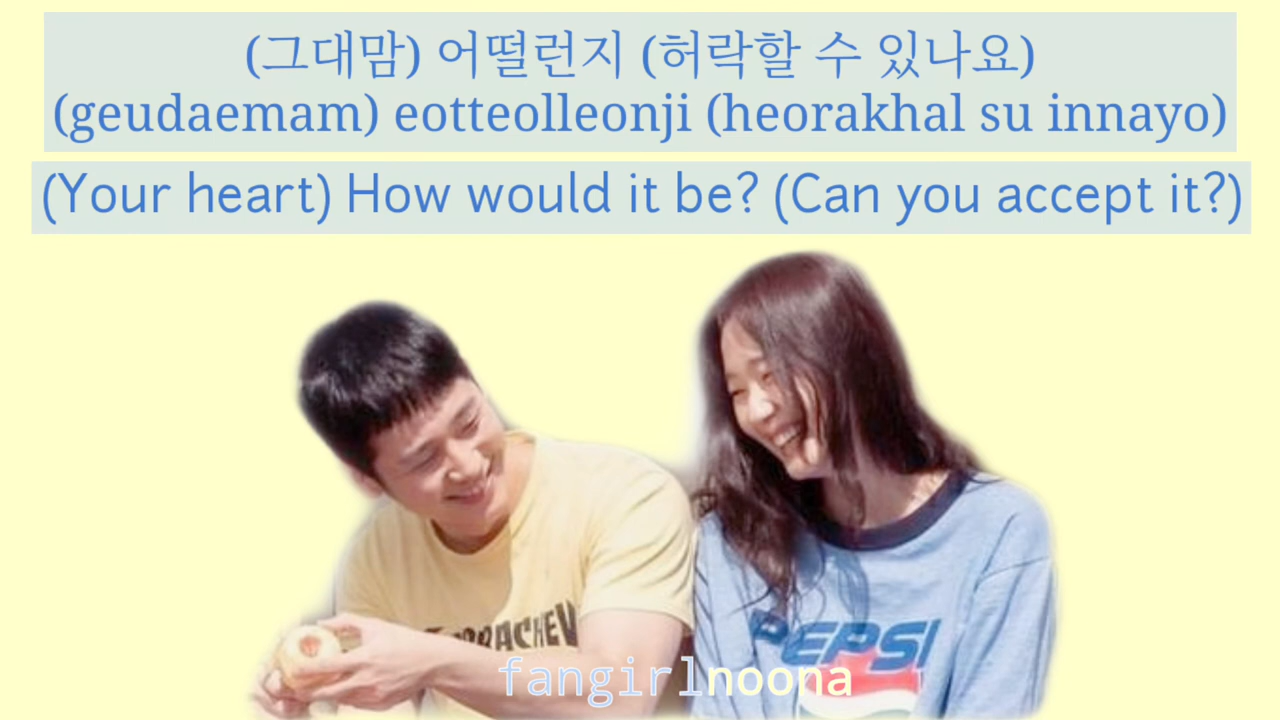 (그대맘) 어떨런지 (허락할 수 있나요)
(geudaemam) eotteolleonji (heorakhal su innayo)
(Your heart) How would it be? (Can you accept it?)
PEPSI
fangirlnoona